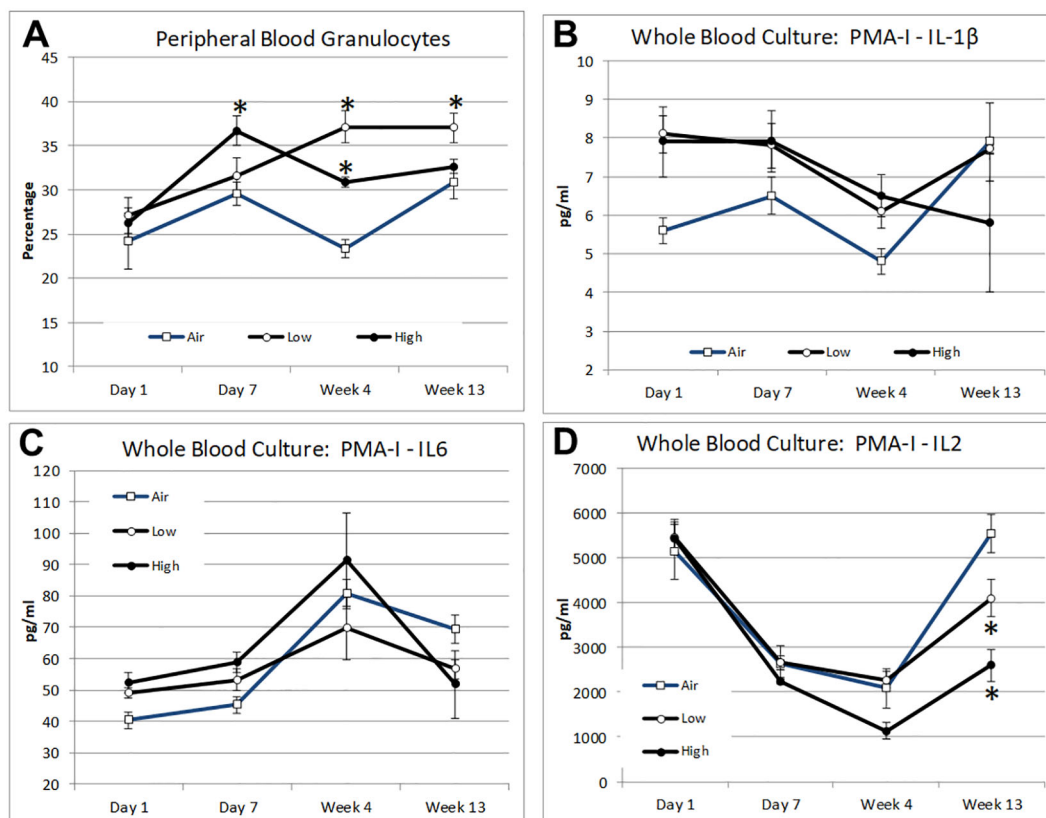 A
Peripheral Blood Granulocytes
45
40
35
30
25
20
15
10
Percentage
*
*
*
*
Air
Low
High
Day 1
Day 7
Week 4
Week 13
B
Whole Blood Culture: PMA-I - IL-1β
10
9
8
7
6
5
4
3
2
pg/ml
Air
Low
High
Day 1
Day 7
Week 4
Week 13
C
Whole Blood Culture: PMA-I - IL6
120
110
100
90
80
70
60
50
40
30
20
pg/ml
Air
Low
High
Day 1
Day 7
Week 4
Week 13
D
Whole Blood Culture: PMA-I - IL2
7000
6000
5000
4000
3000
2000
1000
0
pg/ml
Air
Low
High
*
*
Day 1
Day 7
Week 4
Week 13